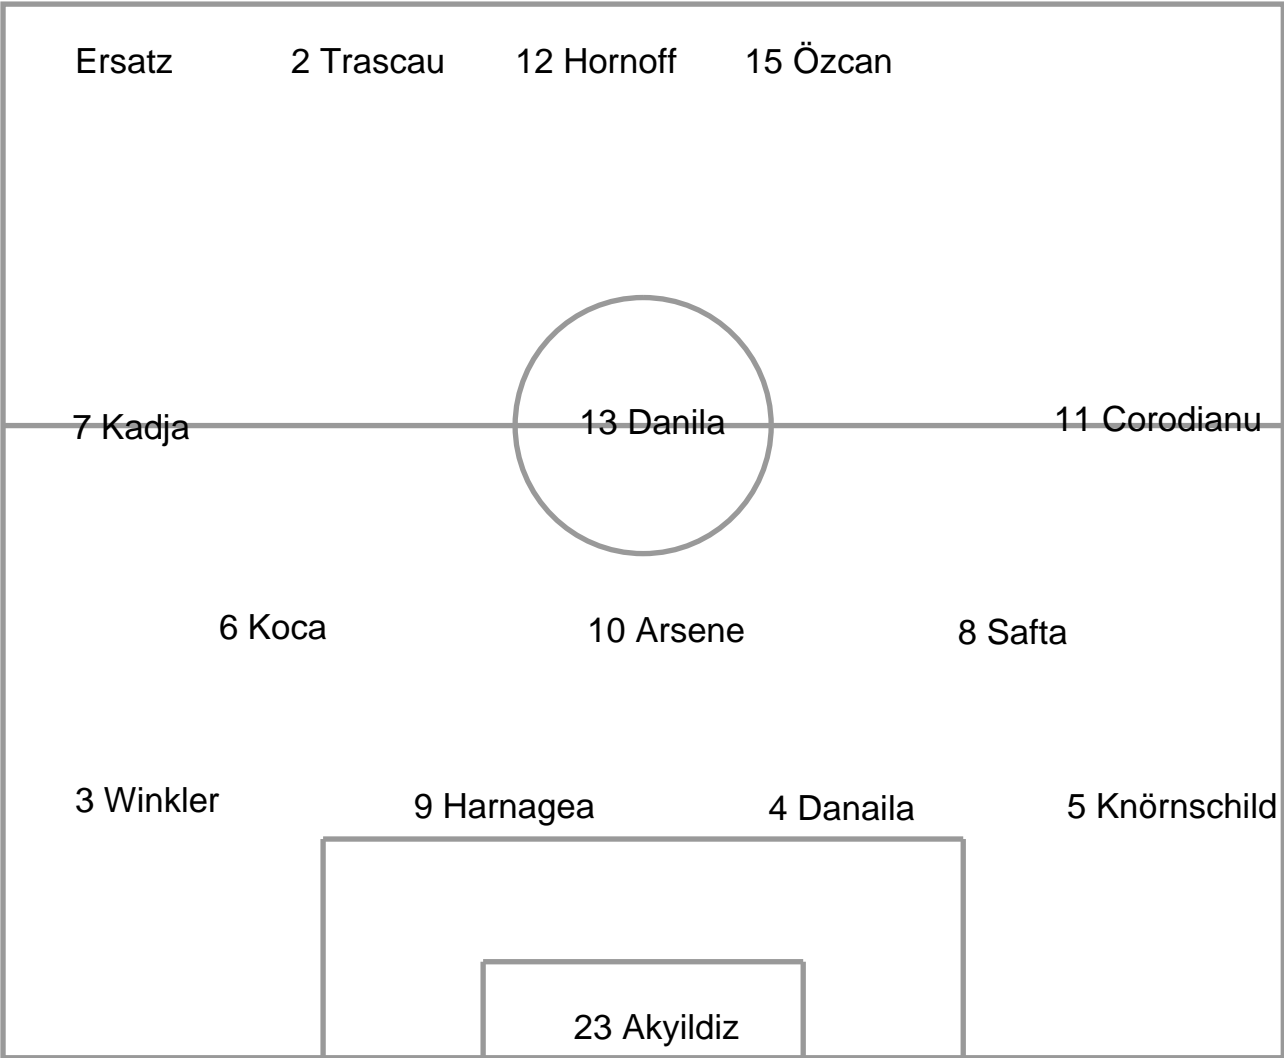 Ersatz 2 Trascau 12 Hornoff 15 Özcan
7 Kadja 13 Danila 11 Corodianu
6 Koca 10 Arsene 8 Safta
3 Winkler 9 Harnagea 4 Danaila 5 Knörnschild
23 Akyildiz